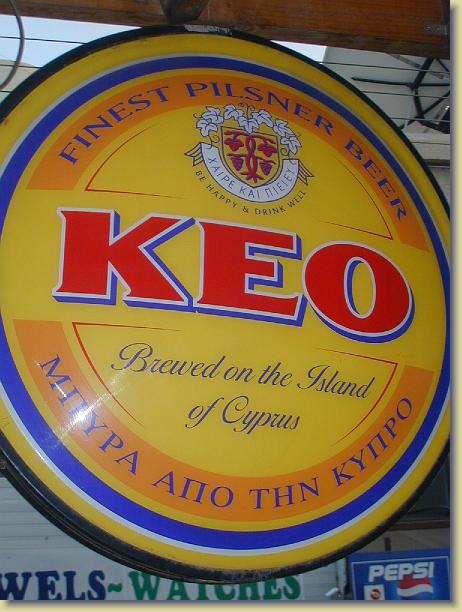 FINEST PILSNER BEER
ΧΑΙΡΕ ΚΑΙ ΠΙΕΙΕΥ
BE HAPPY & DRINK WELL
KEO
Brewed on the Island
of Cyprus
ΜΠΥΡΑ ΑΠΟ ΤΗΝ ΚΥΠΡΟ
WELS~WATCHES
PEPSI